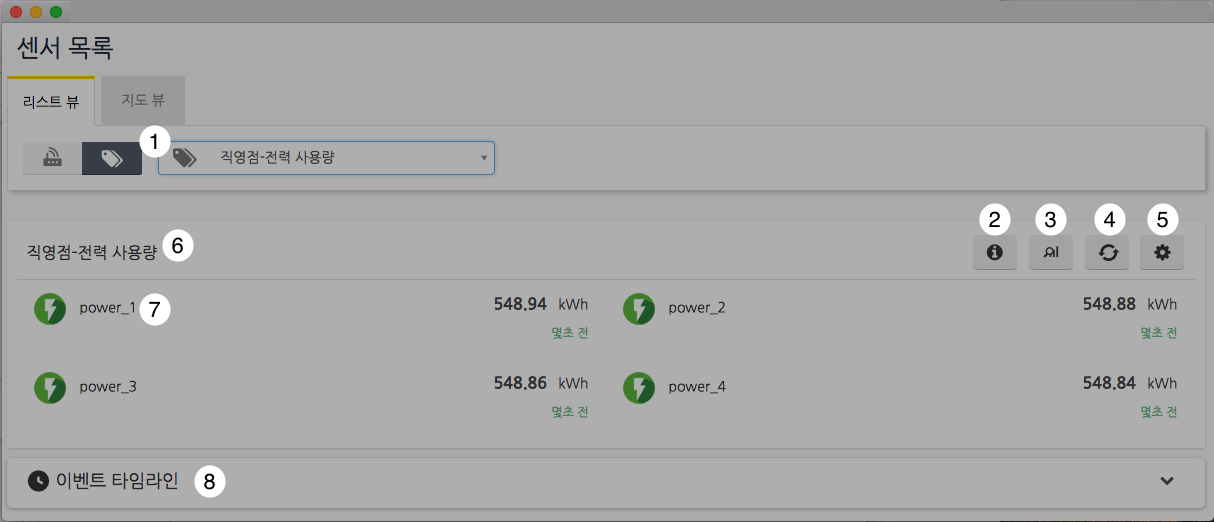 센서 목록
리스트 뷰 지도 뷰
1 직영점-전력 사용량
2 3 4 5
직영점-전력 사용량 6
power_1 7 548.94 kWh power_2 548.88 kWh
몇초 전 몇초 전
power_3 548.86 kWh power_4 548.84 kWh
몇초 전 몇초 전
이벤트 타임라인 8